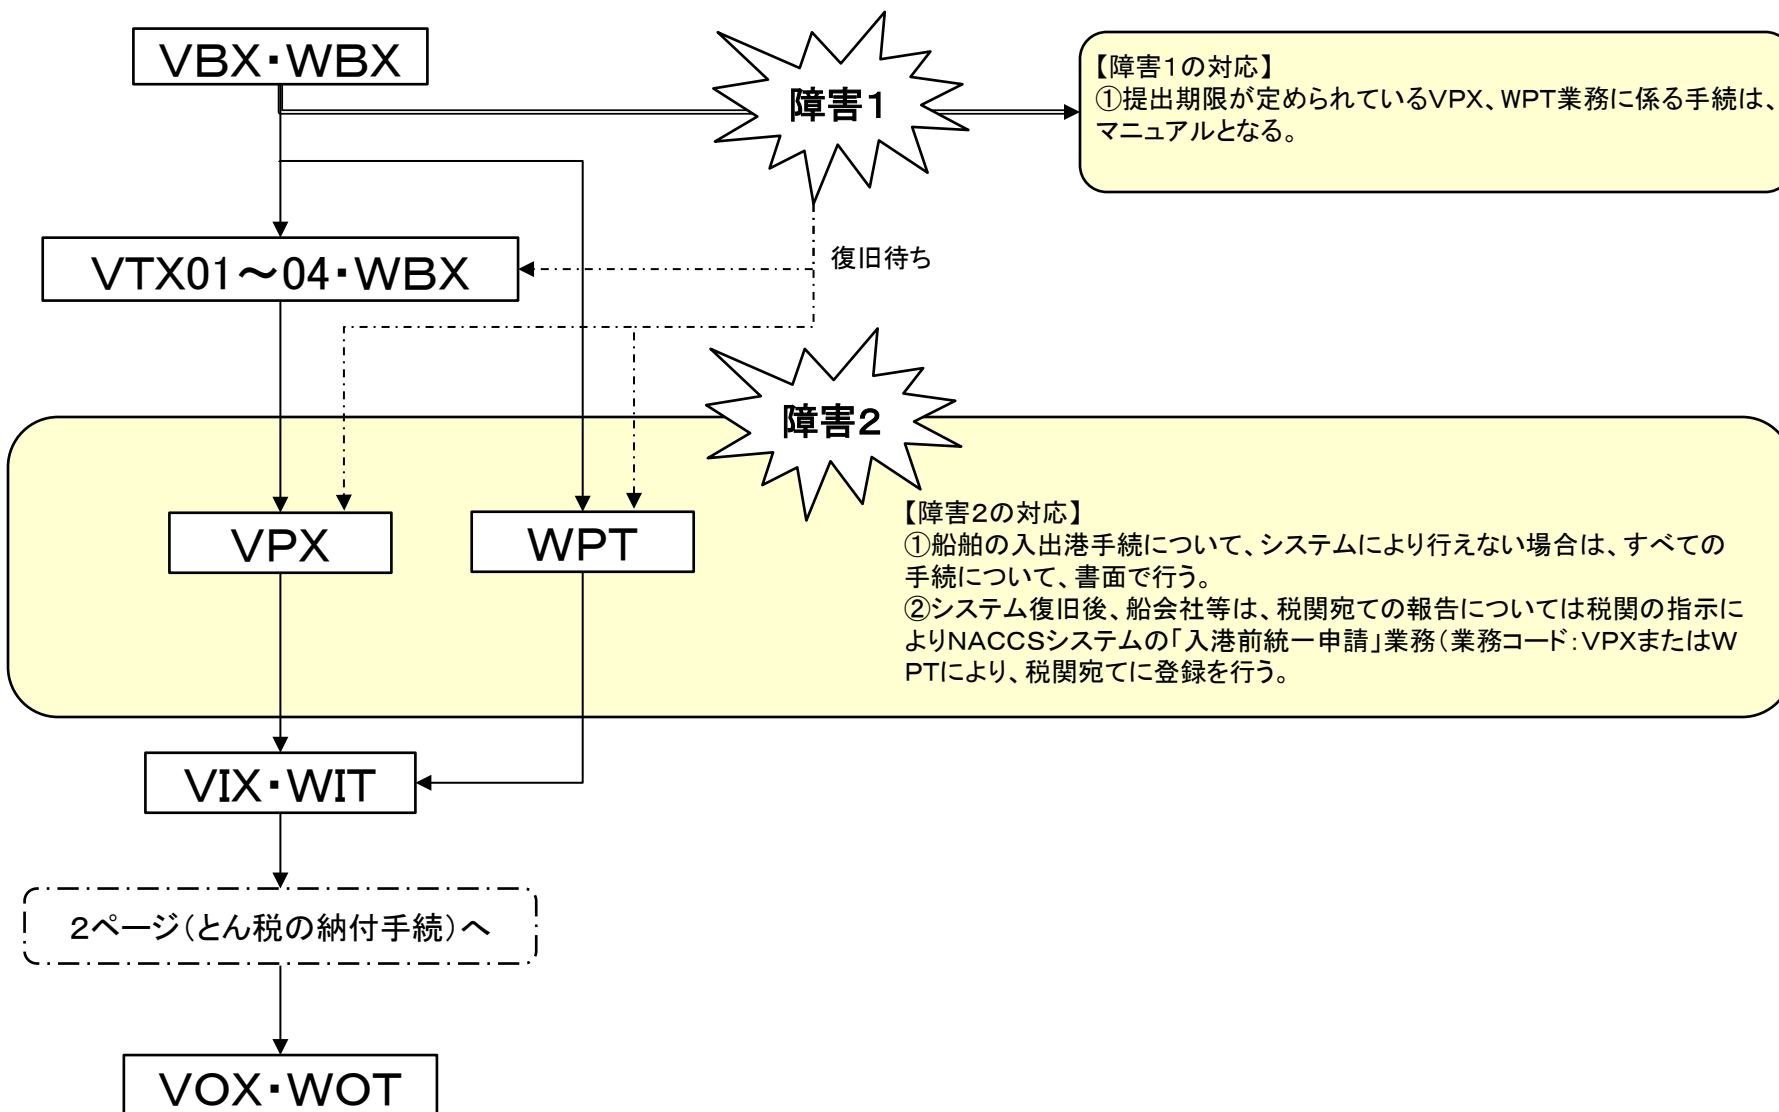 VBX・WBX
障害1
【障害1の対応】
①提出期限が定められているVPX、WPT業務に係る手続は、
マニュアルとなる。
VTX01～04・WBX
復旧待ち
障害2
VPX
WPT
【障害2の対応】
①船舶の入出港手続について、システムにより行えない場合は、すべての
手続について、書面で行う。
②システム復旧後、船会社等は、税関宛ての報告については税関の指示に
よりNACCSシステムの「入港前統一申請」業務（業務コード：VPXまたはW
PTにより、税関宛てに登録を行う。
VIX・WIT
2ページ（とん税の納付手続）へ
VOX・WOT